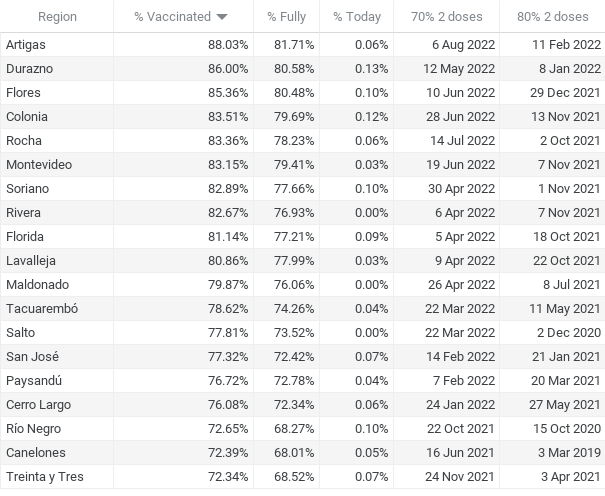 Region % Vaccinated % Fully % Today 70% 2 doses 80% 2 doses
Artigas 88.03% 81.71% 0.06% 6 Aug 2022 11 Feb 2022
Durazno 86.00% 80.58% 0.13% 12 May 2022 8 Jan 2022
Flores 85.36% 80.48% 0.10% 10 Jun 2022 29 Dec 2021
Colonia 83.51% 79.69% 0.12% 28 Jun 2022 13 Nov 2021
Rocha 83.36% 78.23% 0.06% 14 Jul 2022 2 Oct 2021
Montevideo 83.15% 79.41% 0.03% 19 Jun 2022 7 Nov 2021
Soriano 82.89% 77.66% 0.10% 30 Apr 2022 1 Nov 2021
Rivera 82.67% 76.93% 0.00% 6 Apr 2022 7 Nov 2021
Florida 81.14% 77.21% 0.09% 5 Apr 2022 18 Oct 2021
Lavalleja 80.86% 77.99% 0.03% 9 Apr 2022 22 Oct 2021
Maldonado 79.87% 76.06% 0.00% 26 Apr 2022 8 Jul 2021
Tacuarembó 78.62% 74.26% 0.04% 22 Mar 2022 11 May 2021
Salto 77.81% 73.52% 0.00% 22 Mar 2022 2 Dec 2020
San José 77.32% 72.42% 0.07% 14 Feb 2022 21 Jan 2021
Paysandú 76.72% 72.78% 0.04% 7 Feb 2022 20 Mar 2021
Cerro Largo 76.08% 72.34% 0.06% 24 Jan 2022 27 May 2021
Río Negro 72.65% 68.27% 0.10% 22 Oct 2021 15 Oct 2020
Canelones 72.39% 68.01% 0.05% 16 Jun 2021 3 Mar 2019
Treinta y Tres 72.34% 68.52% 0.07% 24 Nov 2021 3 Apr 2021